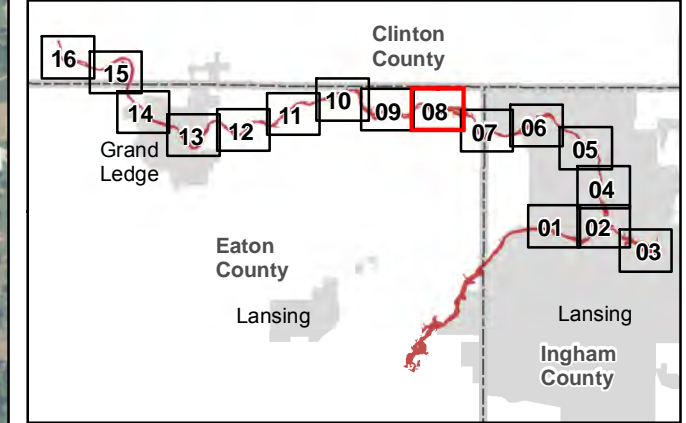 Clinton
County
16
15
14
13
12
11
10
09
08
07
06
05
04
01
02
03
Grand
Ledge
Eaton
County
Lansing
Lansing
Ingham
County